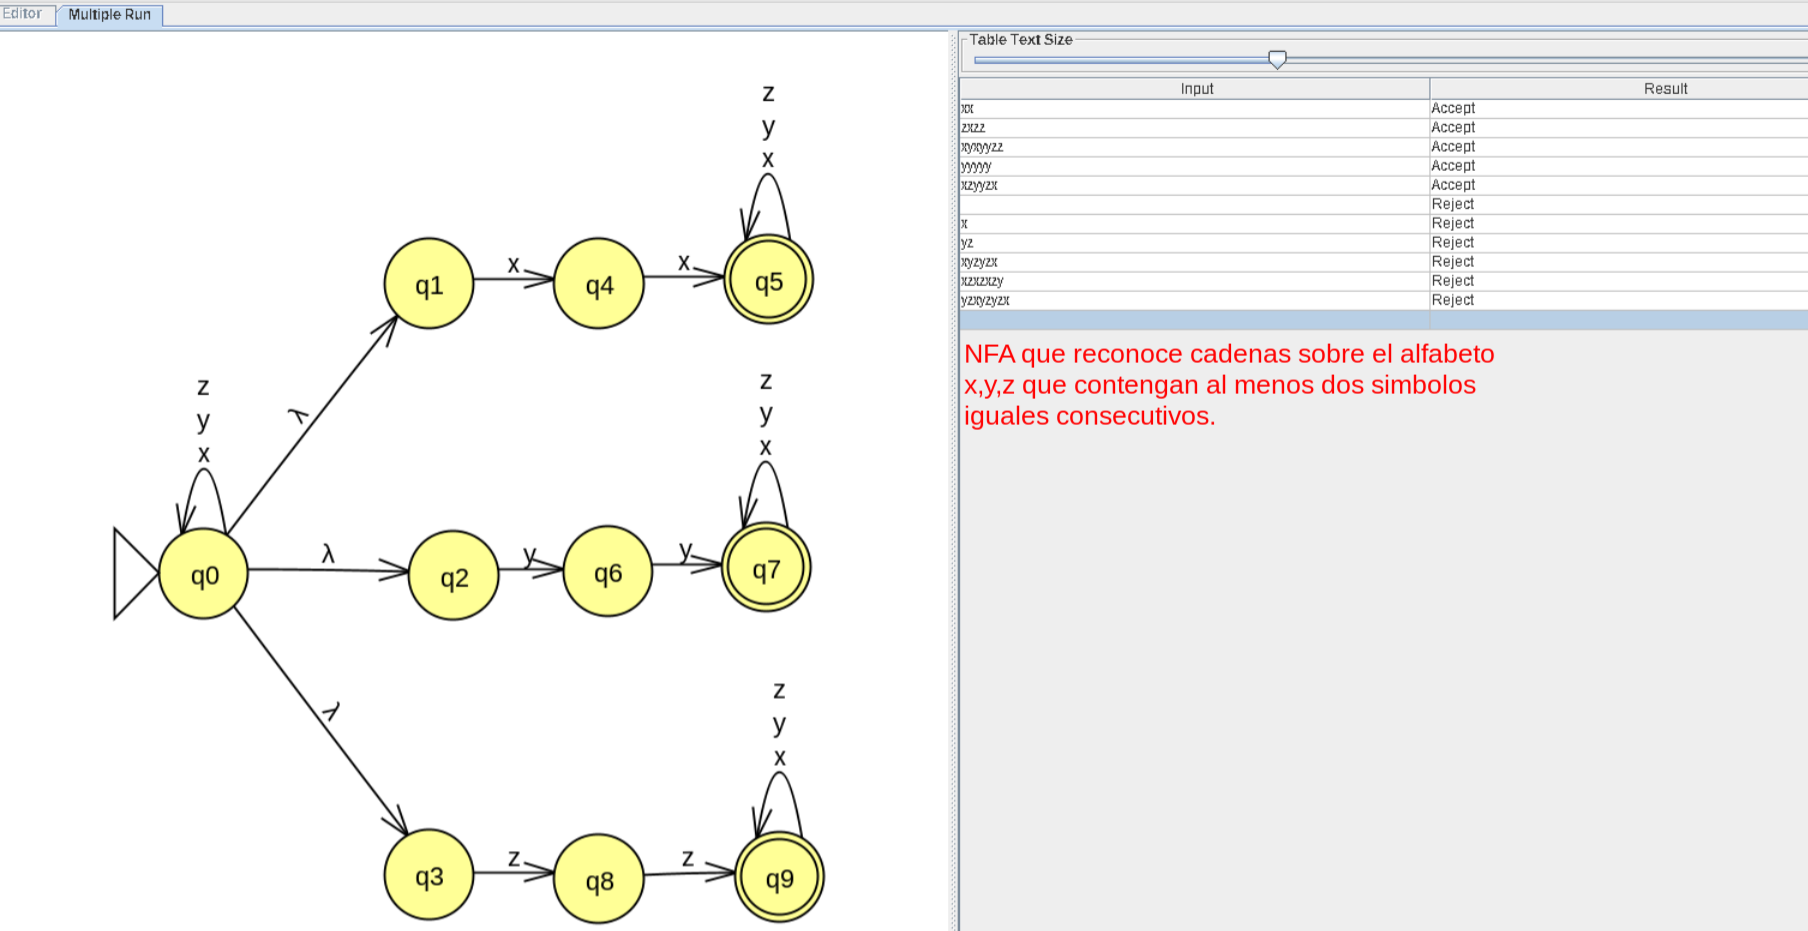 Editor
Multiple Run
z
y
x
q1
x
q4
x
q5
λ
z
y
x
q0
λ
q2
y
q6
y
z
y
x
q7
λ
q3
z
q8
z
z
y
x
q9
Table Text Size
Input Result
xx Accept
zxzz Accept
xyxyyzz Accept
yyyyy Accept
xzyyzx Accept
Reject
x Reject
yz Reject
xyzyzx Reject
xzxzxzy Reject
yzxyzyzx Reject
NFA que reconoce cadenas sobre el alfabeto
x,y,z que contengan al menos dos simbolos
iguales consecutivos.